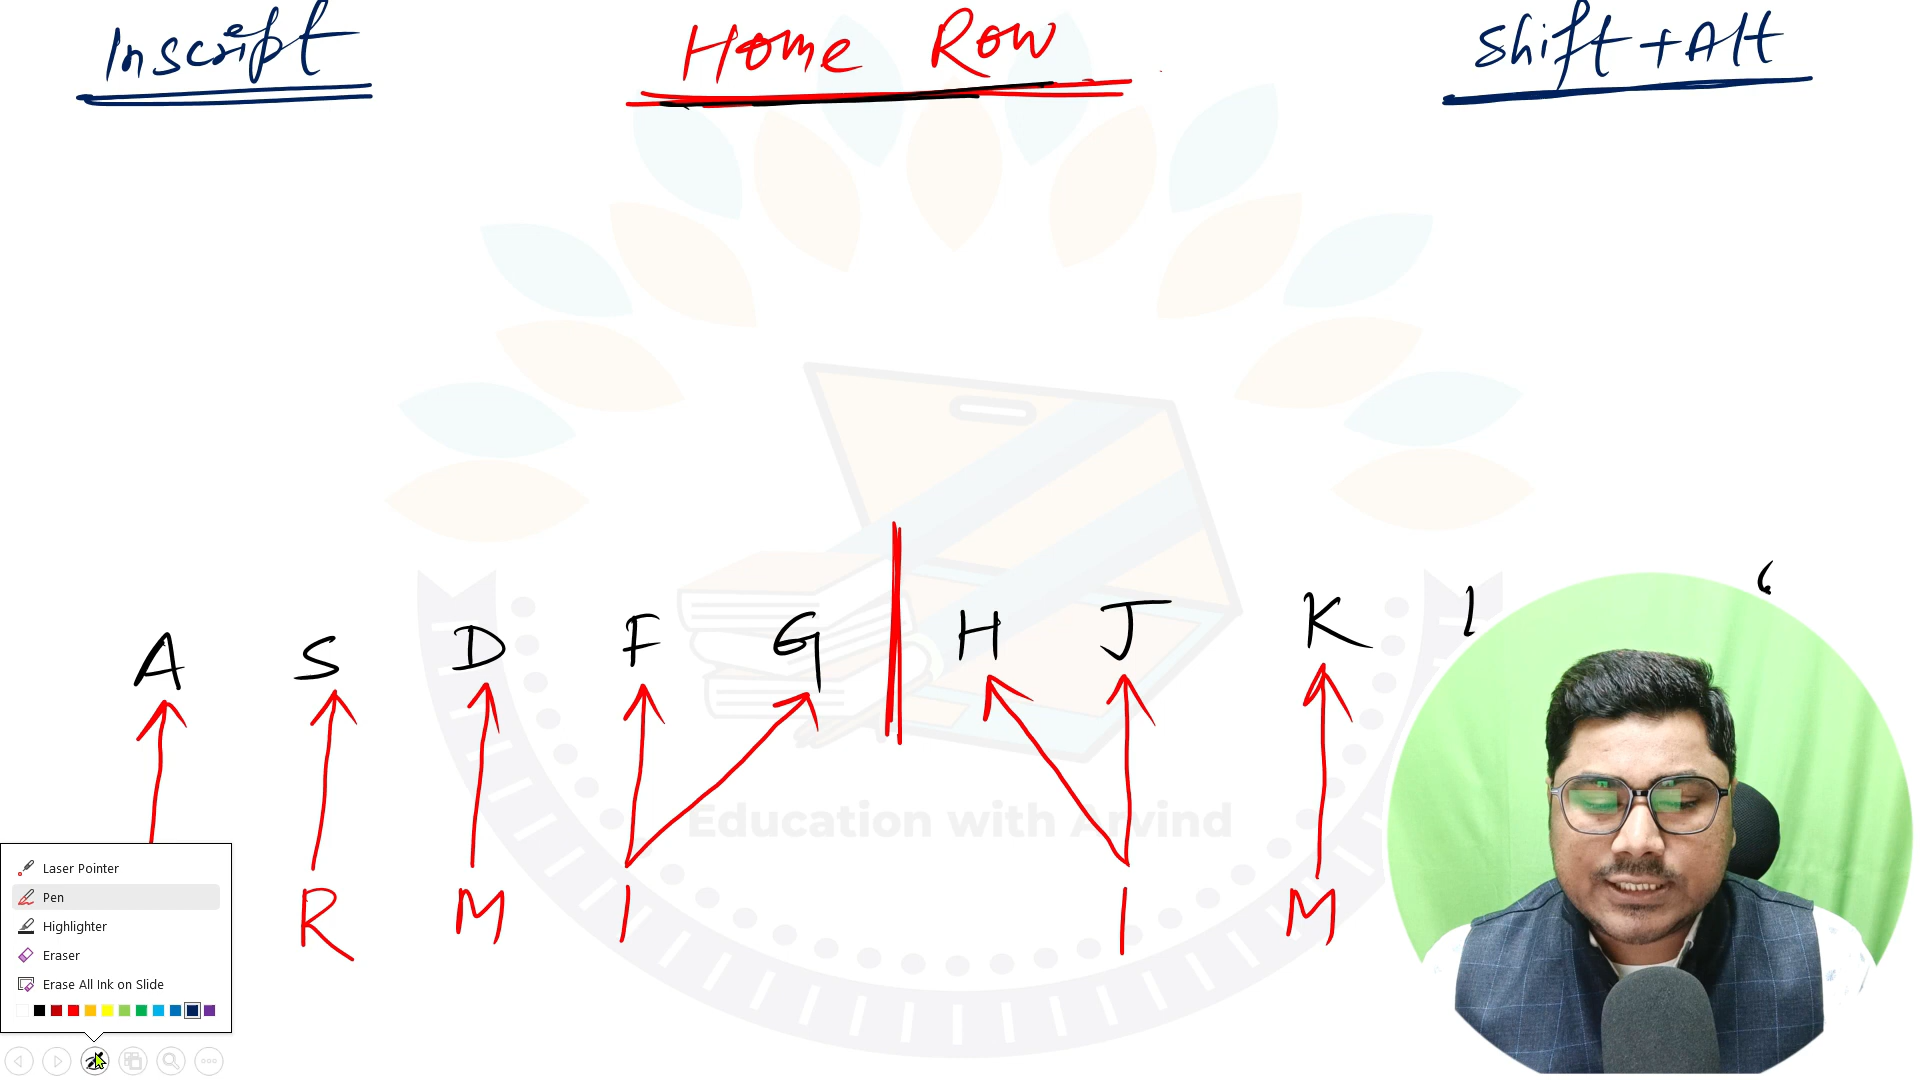 Inscript Home Row Shift + Alt
A S D F G H J K
Education with Arvind
R M I I M
Laser Pointer
Pen
Highlighter
Eraser
Erase All Ink on Slide